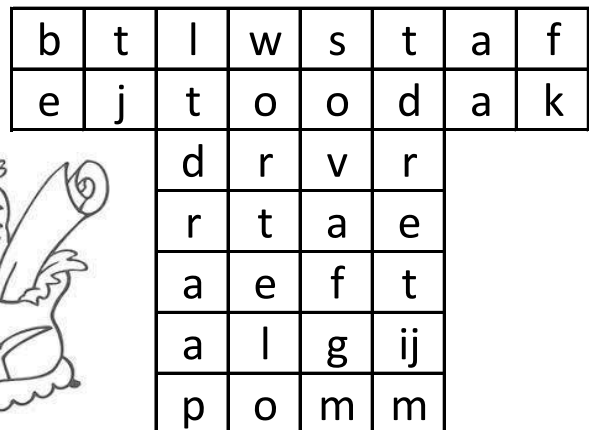 b t l w s t a f
e j t o o d a k
d r v r
r t a e
a e f t
a l g ij
p o m m